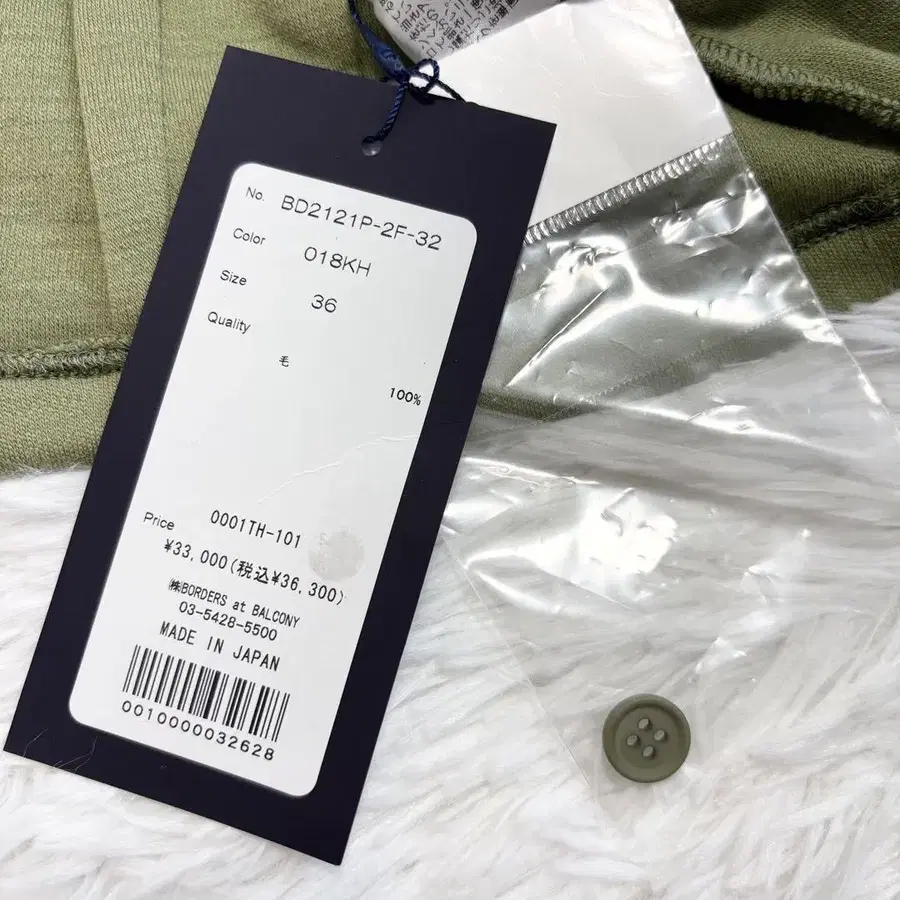 No. BD2121P-2F-32
Color 018KH
Size 36
Quality
毛
100%
0001TH-101
Price ¥33,000(税込¥36,300)
㈱BORDERS at BALCONY
03-5428-5500
MADE IN JAPAN
0010000032628